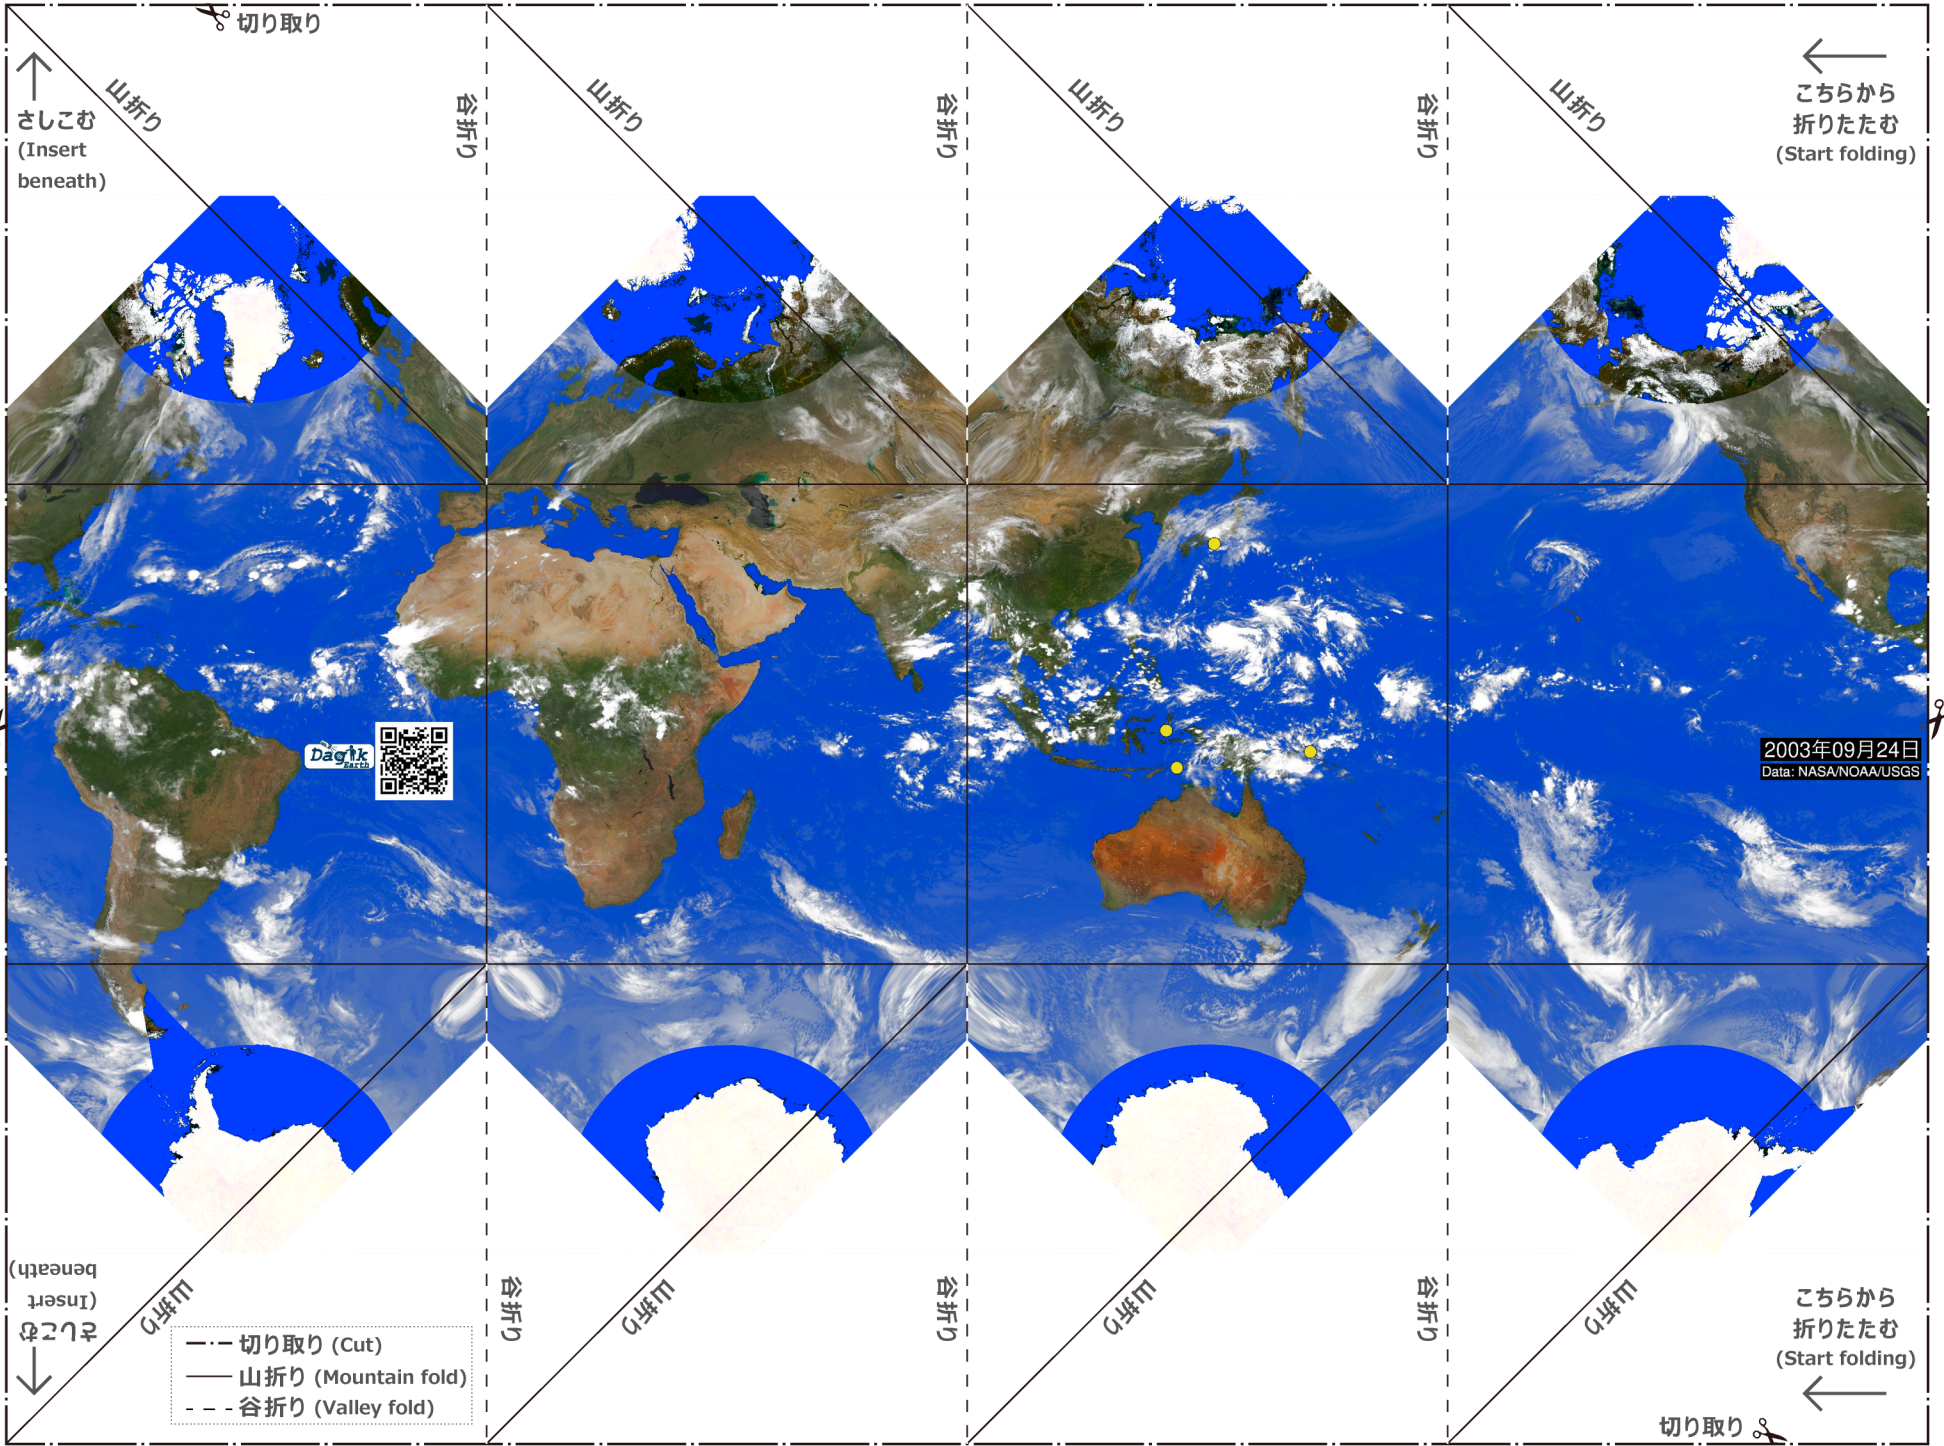 切り取り
さしこむ
(Insert
beneath)
山折り
谷折り
山折り
谷折り
山折り
谷折り
山折り
こちらから
折りたたむ
(Start folding)
Dagik
Earth
2003年09月24日
Data: NASA/NOAA/USGS
さしこむ
(Insert
beneath)
山折り
谷折り
山折り
谷折り
山折り
谷折り
山折り
こちらから
折りたたむ
(Start folding)
切り取り (Cut)
山折り (Mountain fold)
谷折り (Valley fold)
切り取り